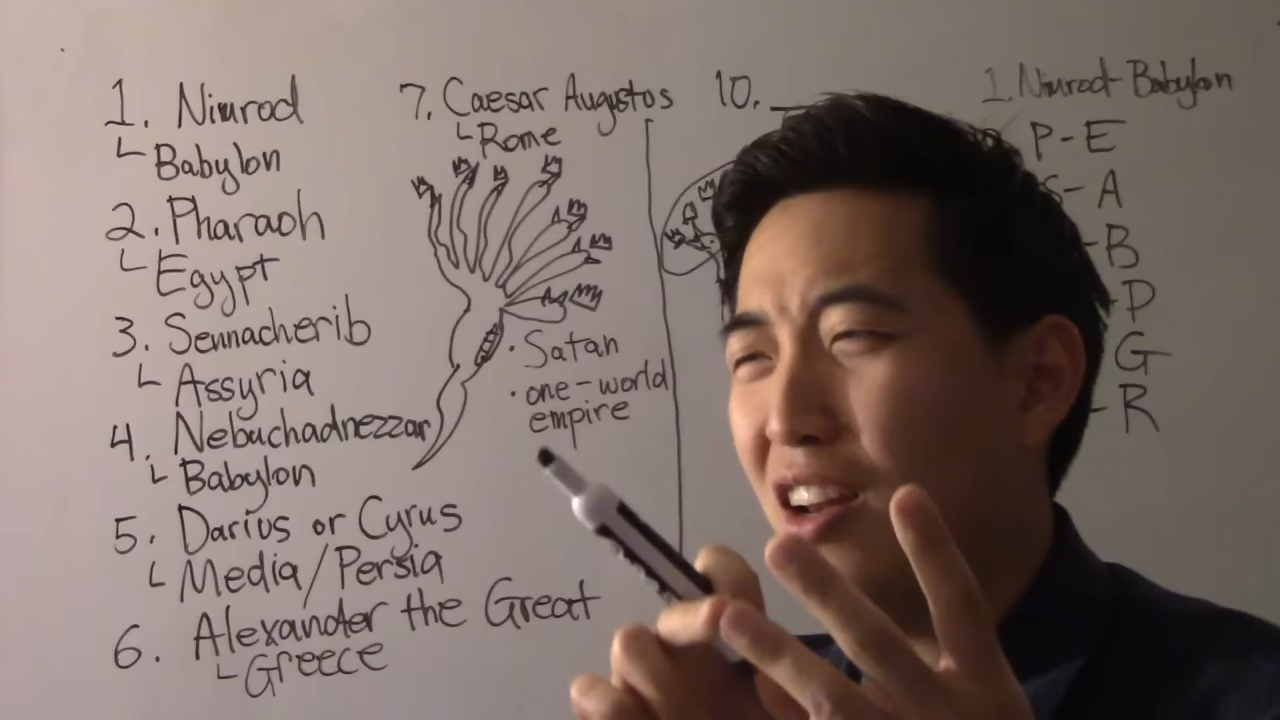 1. Nimrod
Babylon
2. Pharaoh
Egypt
3. Sennacherib
Assyria
4. Nebuchadnezzar
Babylon
5. Darius or Cyrus
Media/Persia
6. Alexander the Great
Greece
7. Caesar Augustos
Rome
• Satan
• one-world
empire
10.
1. Nimrod-Babylon
P-E
S-A
-B
-P
G
-R